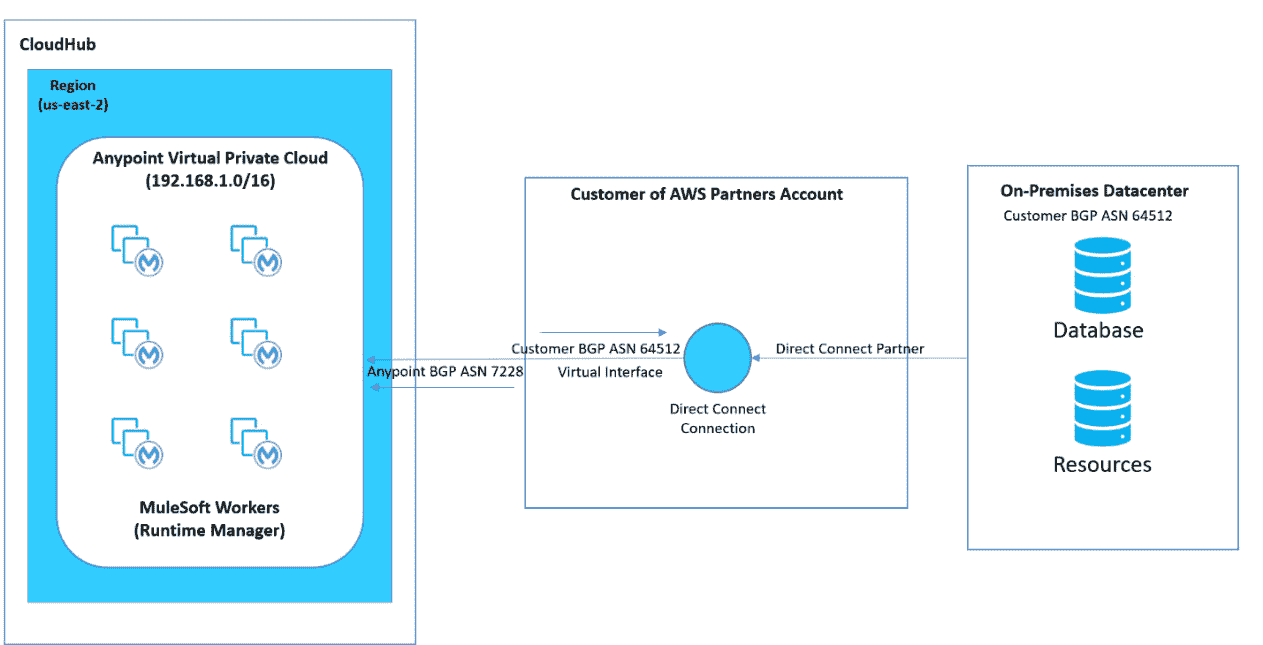 CloudHub
Region
(us-east-2)
Anypoint Virtual Private Cloud
(192.168.1.0/16)
MuleSoft Workers
(Runtime Manager)
Customer of AWS Partners Account
Customer BGP ASN 64512
Anypoint BGP ASN 7228
Virtual Interface
Direct Connect
Connection
Direct Connect Partner
On-Premises Datacenter
Customer BGP ASN 64512
Database
Resources